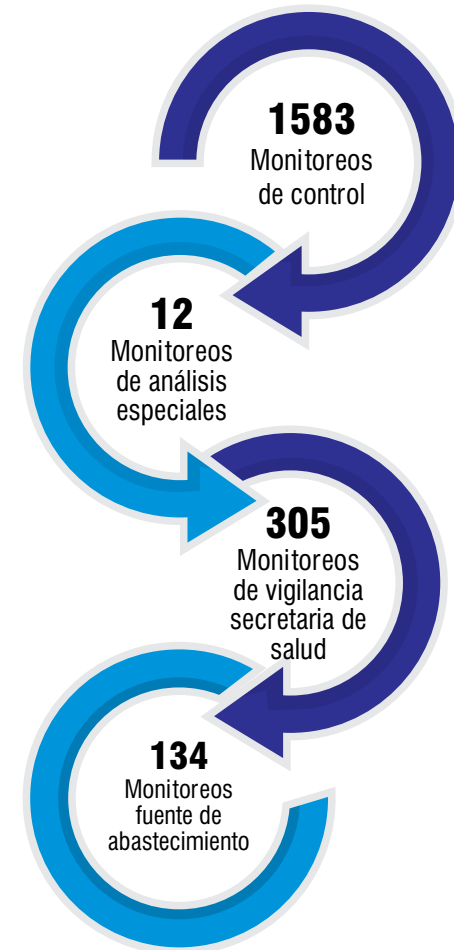 1583
Monitoreos
de control
12
Monitoreos
de análisis
especiales
305
Monitoreos
de vigilancia
secretaria de
salud
134
Monitoreos
fuente de
abastecimiento